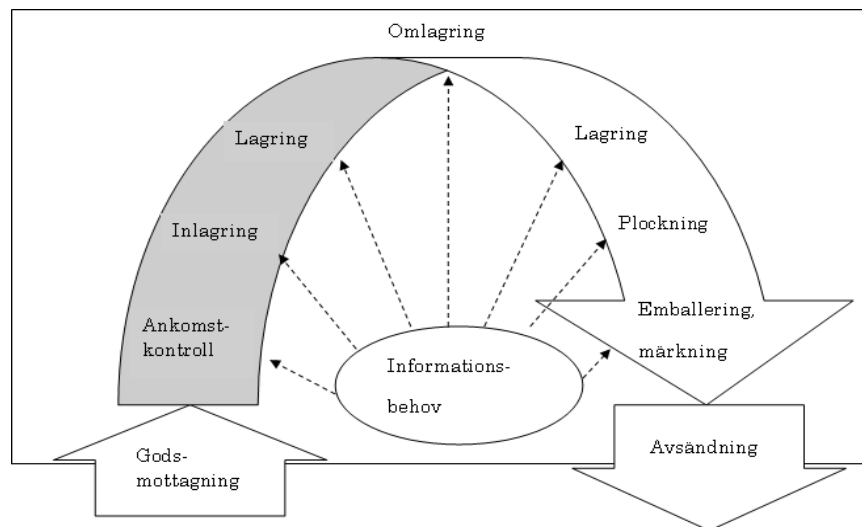 Omlagring
Lagring
Lagring
Inlagring
Plockning
Ankomst-
kontroll
Emballering,
märkning
Informations-
behov
Gods-
mottagning
Avsändning